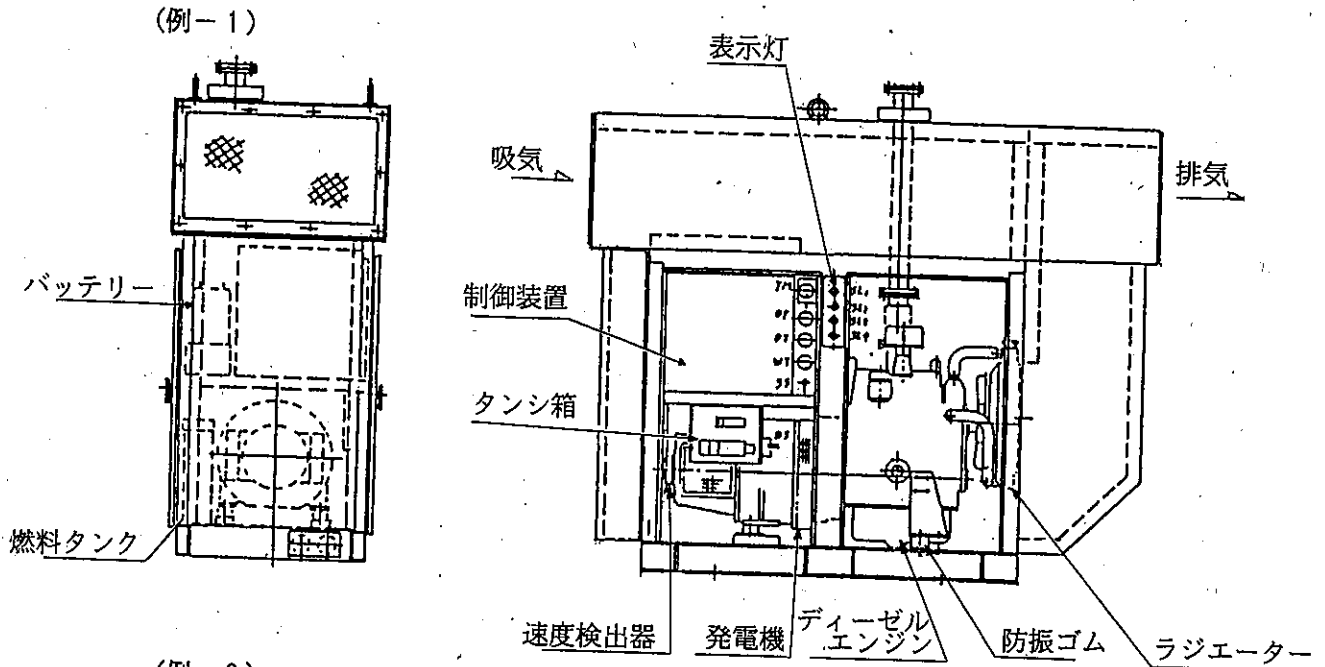 (例－1)
表示灯
吸気
排気
バッテリー
制御装置
タンシ箱
燃料タンク
速度検出器
発電機
ディーゼル
エンジン
防振ゴム
ラジエーター
WT